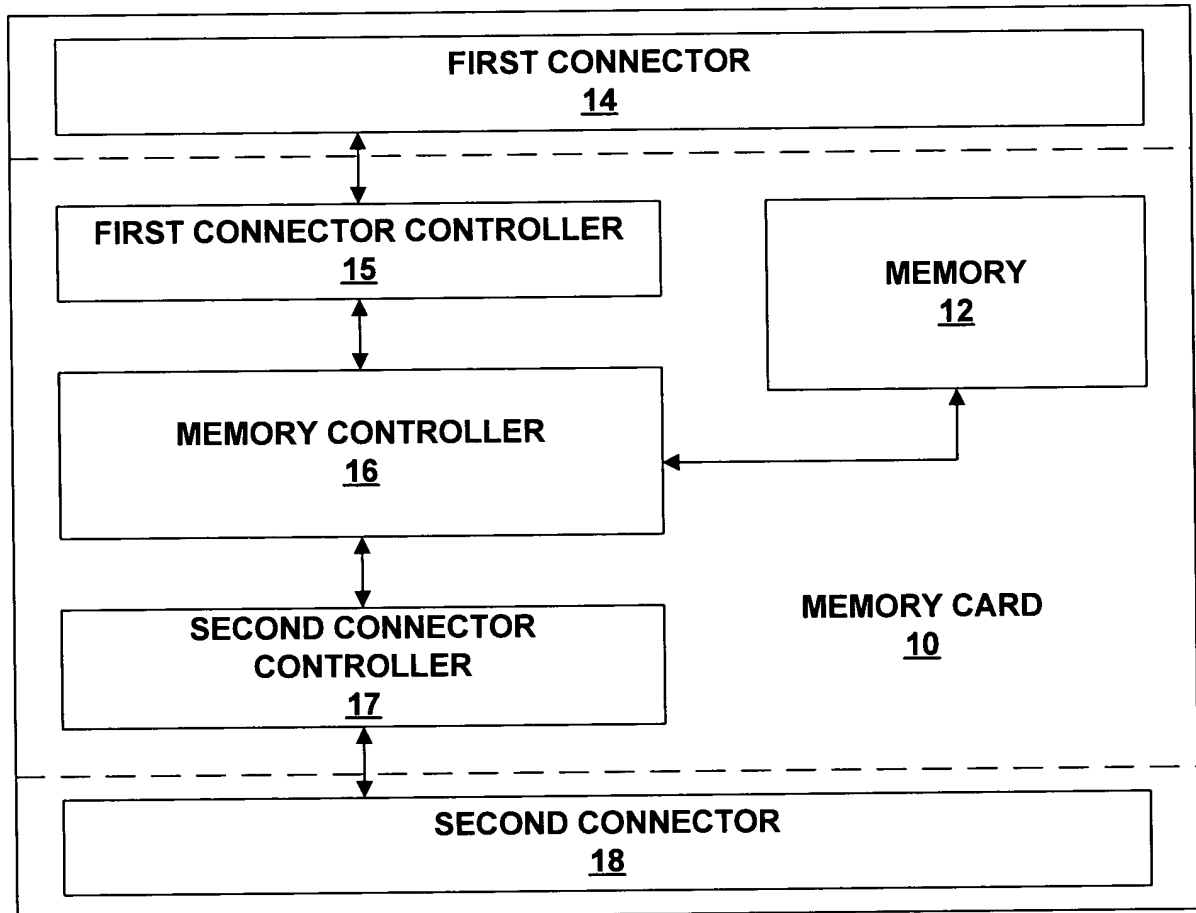 FIRST CONNECTOR
14
FIRST CONNECTOR CONTROLLER
15
MEMORY
12
MEMORY CONTROLLER
16
SECOND CONNECTOR
CONTROLLER
17
MEMORY CARD
10
SECOND CONNECTOR
18